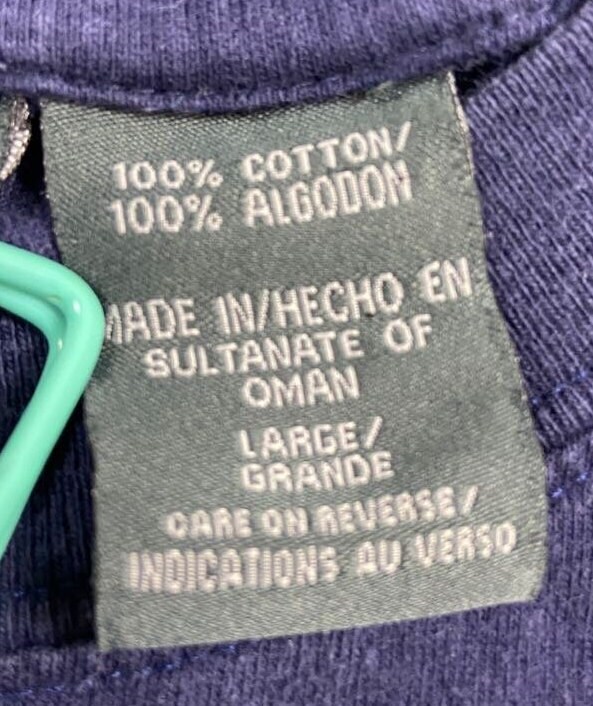 100% COTTON/
100% ALGODON
MADE IN/HECHO EN
SULTANATE OF
OMAN
LARGE/
GRANDE
CARE ON REVERSE/
INDICATIONS AU VERSO